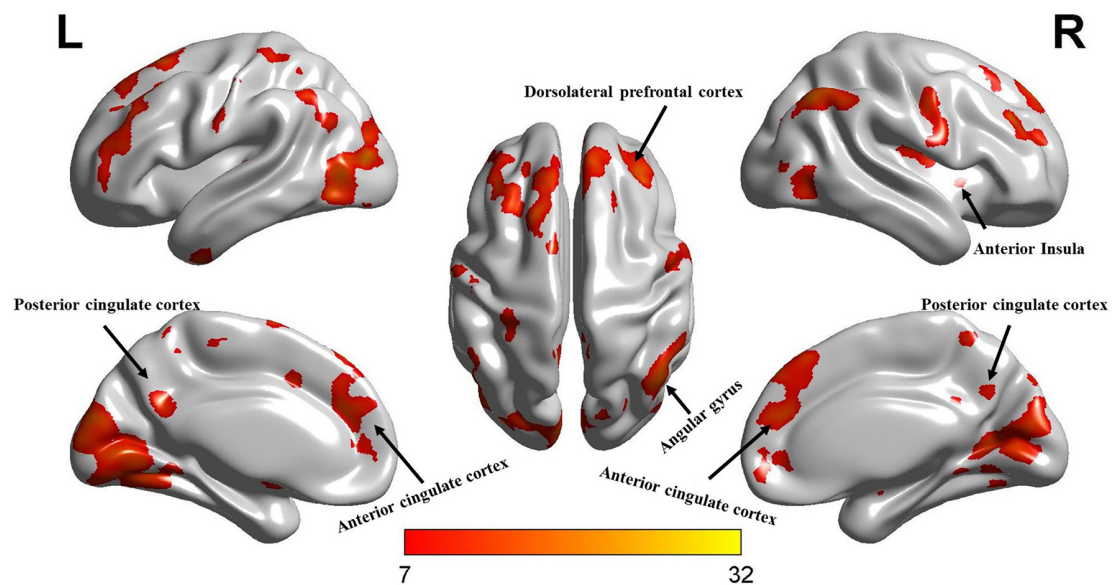 L
R
Dorsolateral prefrontal cortex
Anterior Insula
Posterior cingulate cortex
Posterior cingulate cortex
Angular gyrus
Anterior cingulate cortex
Anterior cingulate cortex
7
32